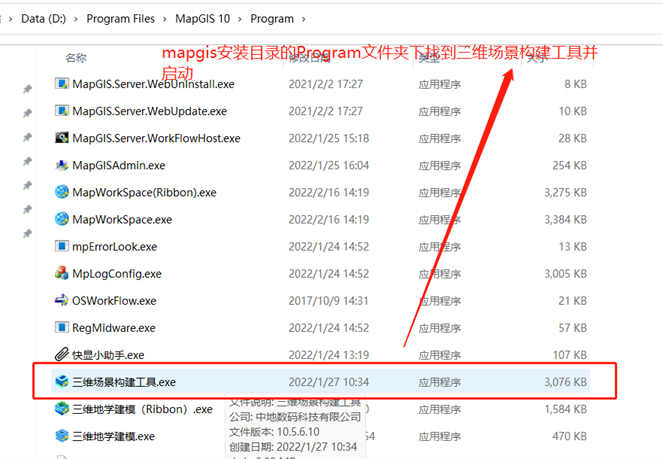 Data (D:) › Program Files › MapGIS 10 › Program ›
mapgis安装目录的Program文件夹下找到三维场景构建工具并
启动
名称 修改日期 类型 大小
MapGIS.Server.WebUnInstall.exe 2021/2/2 17:27 应用程序 8 KB
MapGIS.Server.WebUpdate.exe 2021/2/2 17:27 应用程序 10 KB
MapGIS.Server.WorkFlowHost.exe 2022/1/25 15:18 应用程序 28 KB
MapGISAdmin.exe 2022/1/25 16:04 应用程序 254 KB
MapWorkSpace(Ribbon).exe 2022/2/16 14:19 应用程序 3,275 KB
MapWorkSpace.exe 2022/2/16 14:19 应用程序 3,384 KB
mpErrorLook.exe 2022/1/24 14:52 应用程序 13 KB
MpLogConfig.exe 2022/1/24 14:52 应用程序 3,005 KB
OSWorkFlow.exe 2017/10/9 14:31 应用程序 21 KB
RegMidware.exe 2022/1/24 14:52 应用程序 57 KB
快显小助手.exe 2022/1/24 13:19 应用程序 107 KB
三维场景构建工具.exe 2022/1/27 10:34 应用程序 3,076 KB
文件说明: 三维场景构建工具
三维地学建模（Ribbon）.exe 应用程序 1,584 KB
公司: 中地数码科技有限公司
文件版本: 10.5.6.10
三维地学建模.exe 应用程序 470 KB
创建日期: 2022/1/27 10:34